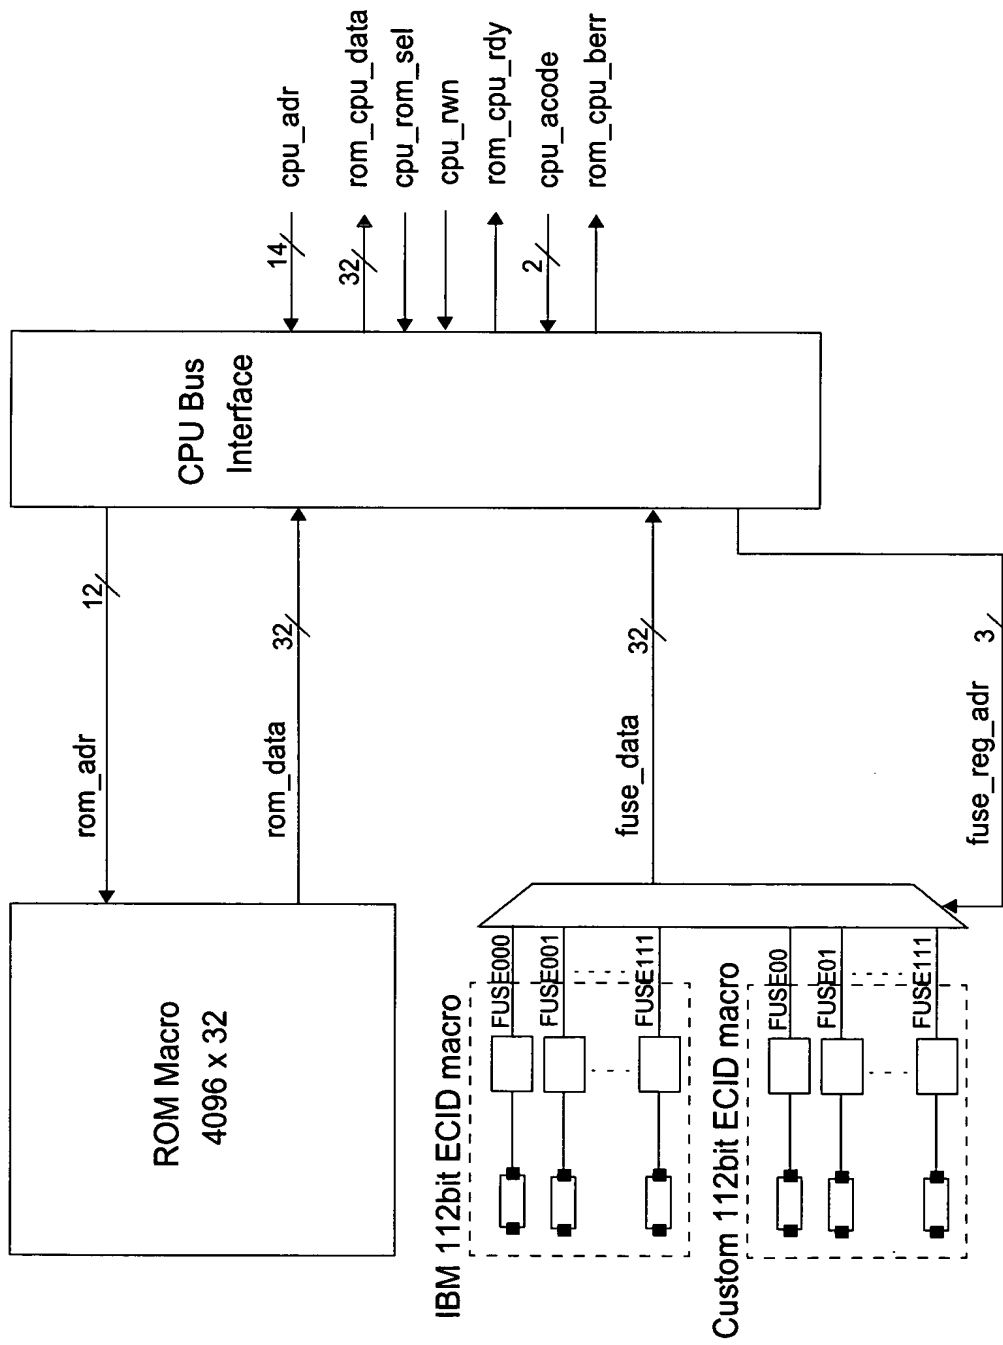 ROM Macro
4096 x 32
rom_adr
12
rom_data
32
CPU Bus
Interface
14
cpu_adr
32
rom_cpu_data
cpu_rom_sel
cpu_rwn
rom_cpu_rdy
2
cpu_acode
rom_cpu_berr
IBM 112bit ECID macro
FUSE000
FUSE001
FUSE111
fuse_data
32
Custom 112bit ECID macro
FUSE00
FUSE01
FUSE111
fuse_reg_adr
3